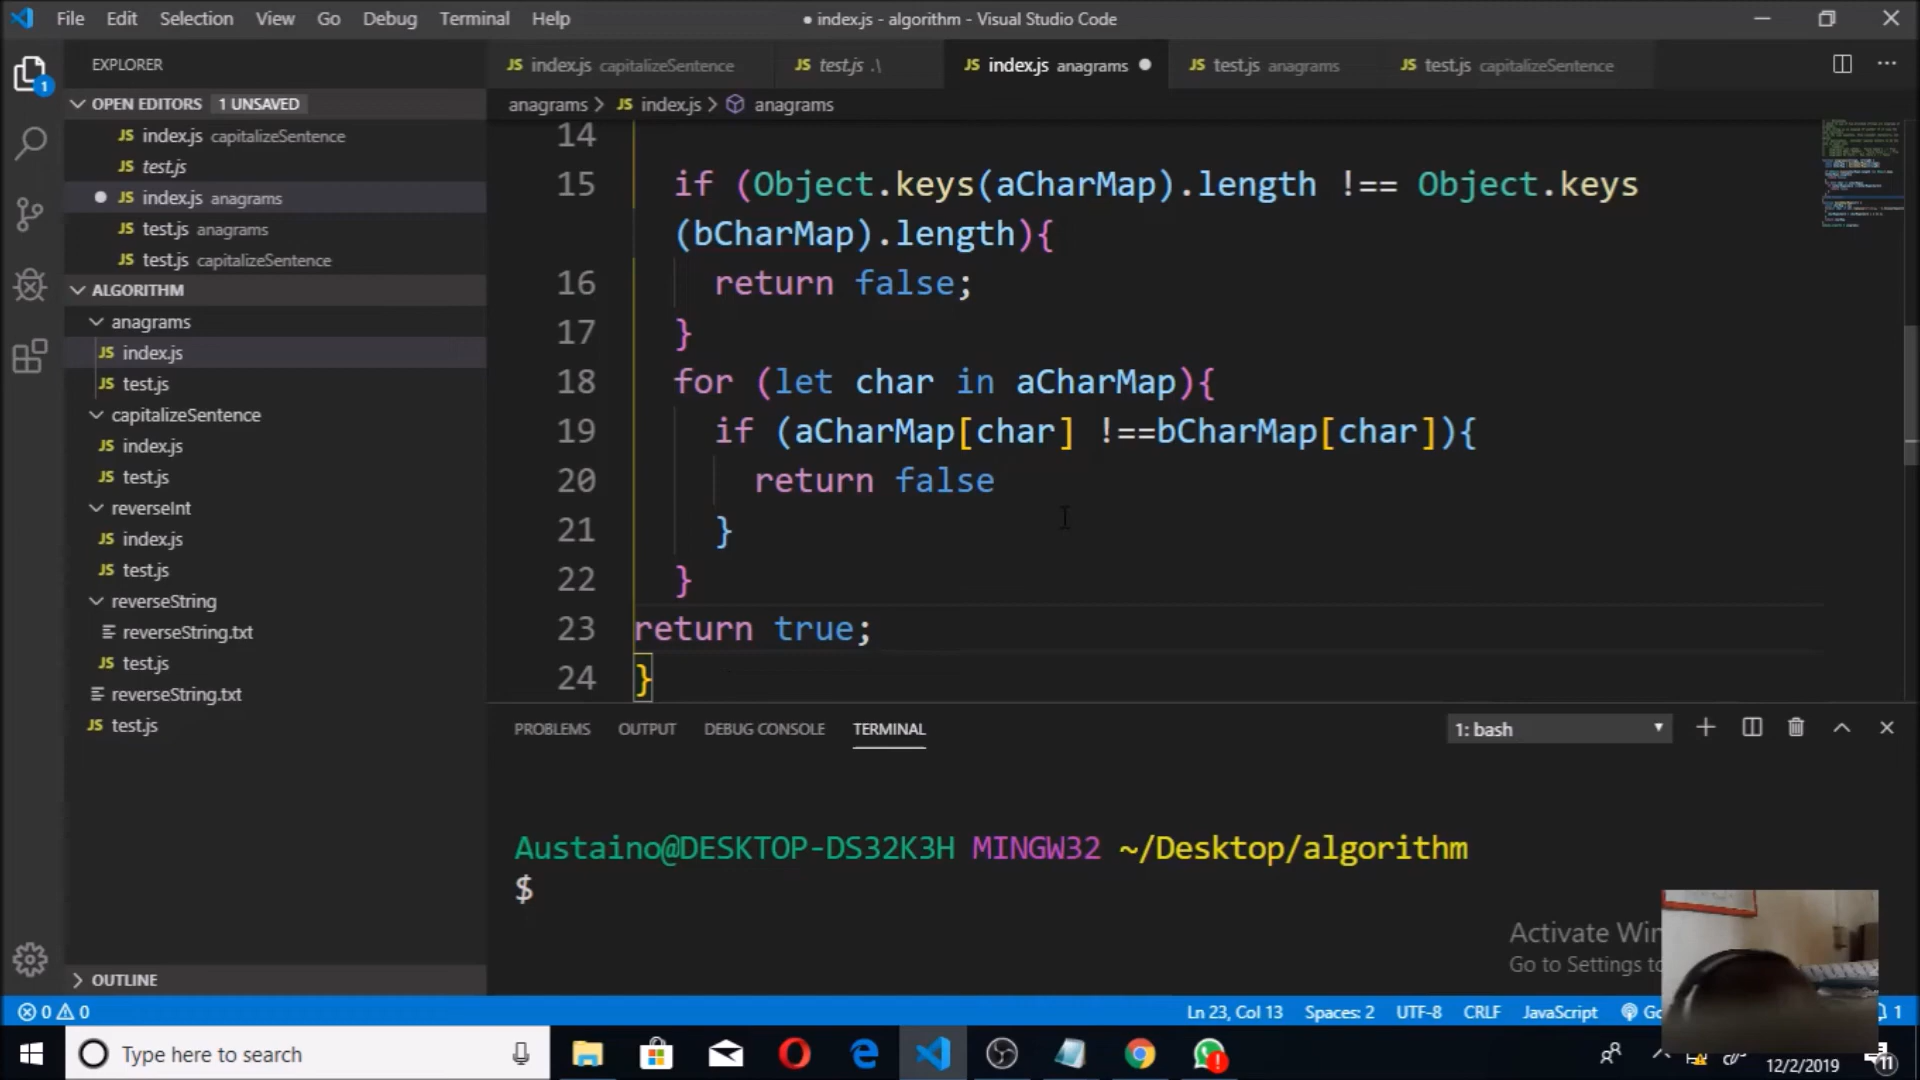 File Edit Selection View Go Debug Terminal Help
● index.js - algorithm - Visual Studio Code
EXPLORER
OPEN EDITORS 1 UNSAVED
JS index.js capitalizeSentence
JS test.js
JS index.js anagrams
JS test.js anagrams
JS test.js capitalizeSentence
ALGORITHM
anagrams
JS index.js
JS test.js
capitalizeSentence
JS index.js
JS test.js
reverseInt
JS index.js
JS test.js
reverseString
reverseString.txt
JS test.js
reverseString.txt
JS test.js
OUTLINE
1
JS index.js capitalizeSentence JS test.js .\ JS index.js anagrams ● JS test.js anagrams JS test.js capitalizeSentence
anagrams > JS index.js > anagrams
14
15 if (Object.keys(aCharMap).length !== Object.keys
(bCharMap).length){
16 return false;
17 }
18 for (let char in aCharMap){
19 if (aCharMap[char] !==bCharMap[char]){
20 return false
21 }
22 }
23 return true;
24 }
PROBLEMS OUTPUT DEBUG CONSOLE TERMINAL 1: bash
Austaino@DESKTOP-DS32K3H MINGW32 ~/Desktop/algorithm
$
Activate Win
Go to Settings to
0 0 Ln 23, Col 13 Spaces: 2 UTF-8 CRLF JavaScript Go 1
Type here to search
12/2/2019 11